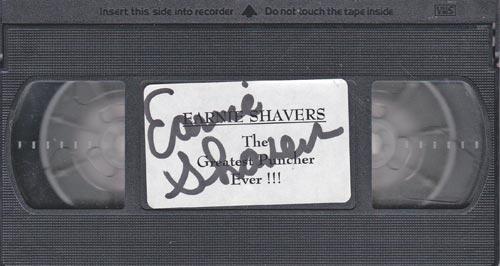 Insert this side into recorder ▲ Do not touch the tape inside VHS
EARNIE SHAVERS
The
Greatest Puncher
Ever !!!
Earnie
Shavers